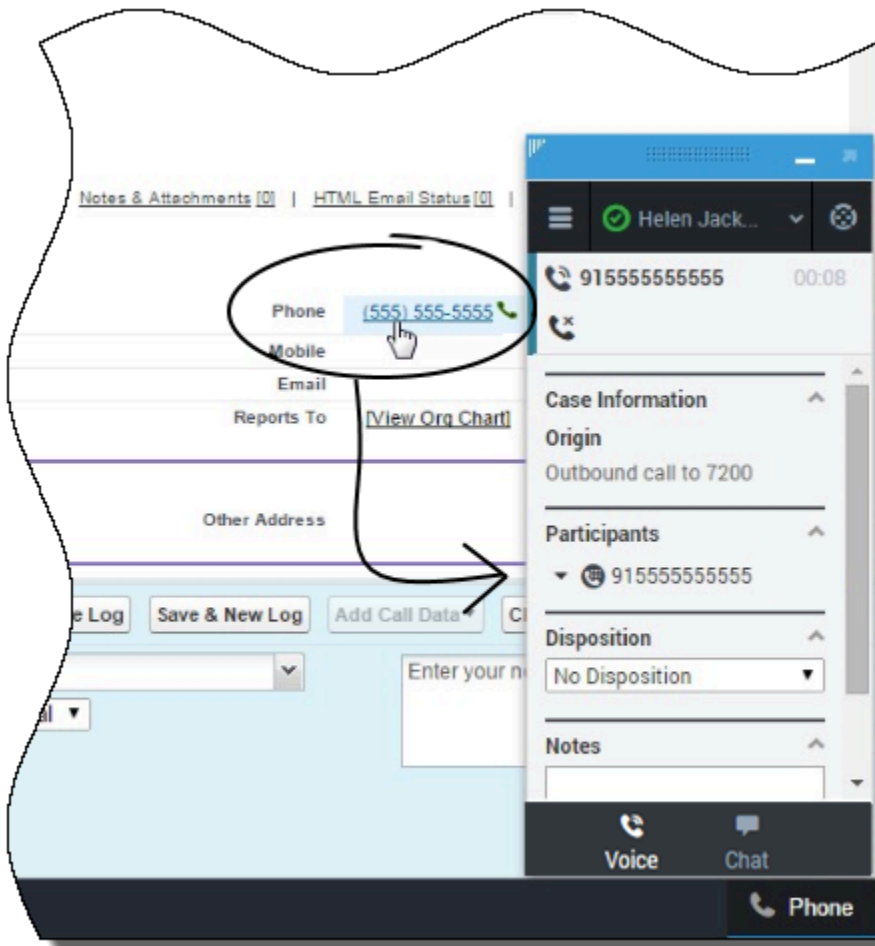 Notes & Attachments [0] | HTML Email Status [0] |
Phone (555) 555-5555
Mobile
Email
Reports To [View Org Chart]
Other Address
e Log Save & New Log Add Call Data Cl
Enter your n
al
Helen Jack...
915555555555 00:08
Case Information
Origin
Outbound call to 7200
Participants
915555555555
Disposition
No Disposition
Notes
Voice Chat
Phone